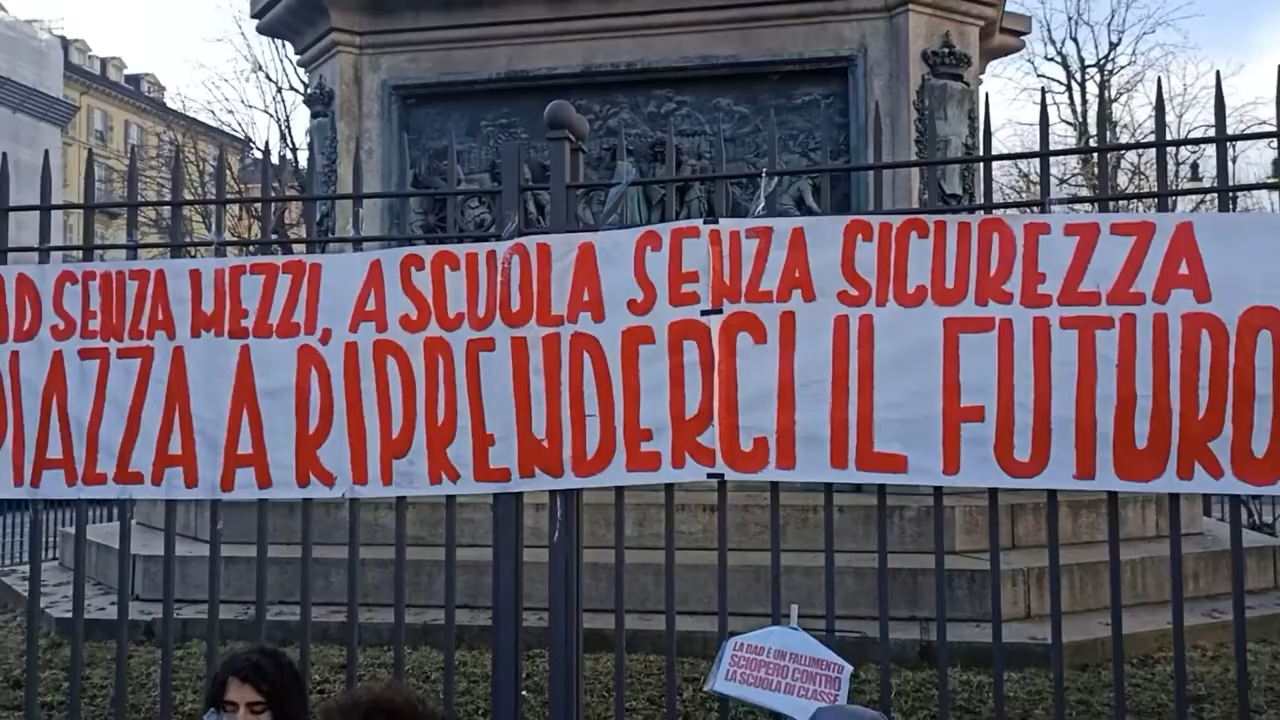 AD SENZA MEZZI, A SCUOLA SENZA SICUREZZA
PIAZZA A RIPRENDERCI IL FUTURO
LA DAD È UN FALLIMENTO
SCIOPERO CONTRO
LA SCUOLA DI CLASSE